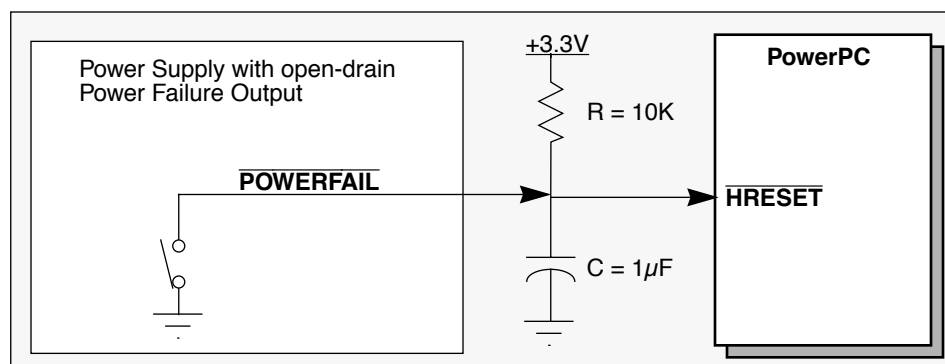 Power Supply with open-drain
Power Failure Output
POWERFAIL
+3.3V
R = 10K
C = 1µF
PowerPC
HRESET